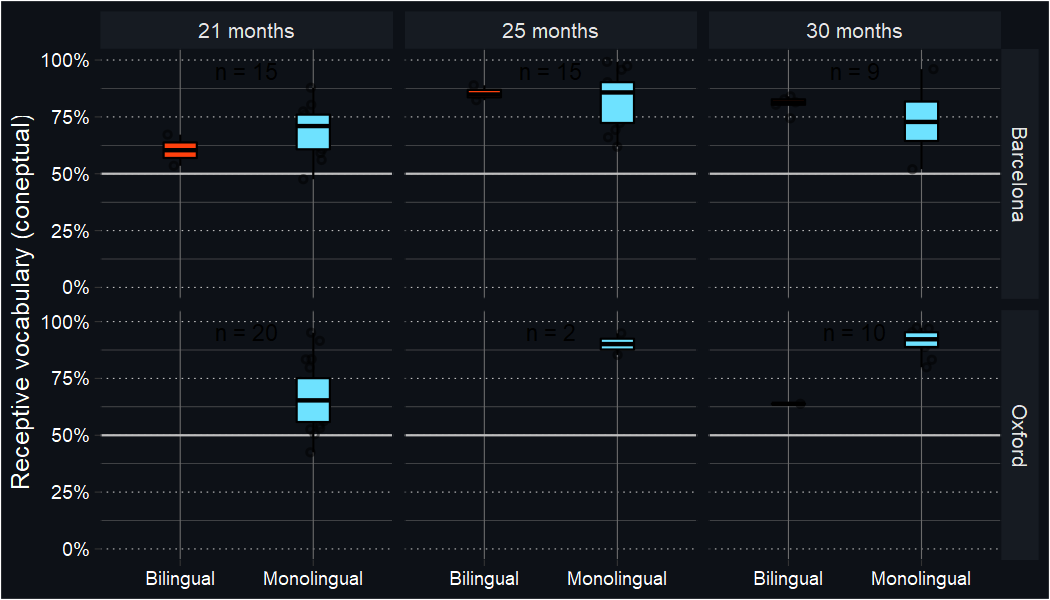 21 months
25 months
30 months
Receptive vocabulary (coneptual)
100%
75%
50%
25%
0%
n = 15
n = 15
n = 9
Barcelona
100%
75%
50%
25%
0%
n = 20
n = 2
n = 10
Oxford
Bilingual
Monolingual
Bilingual
Monolingual
Bilingual
Monolingual